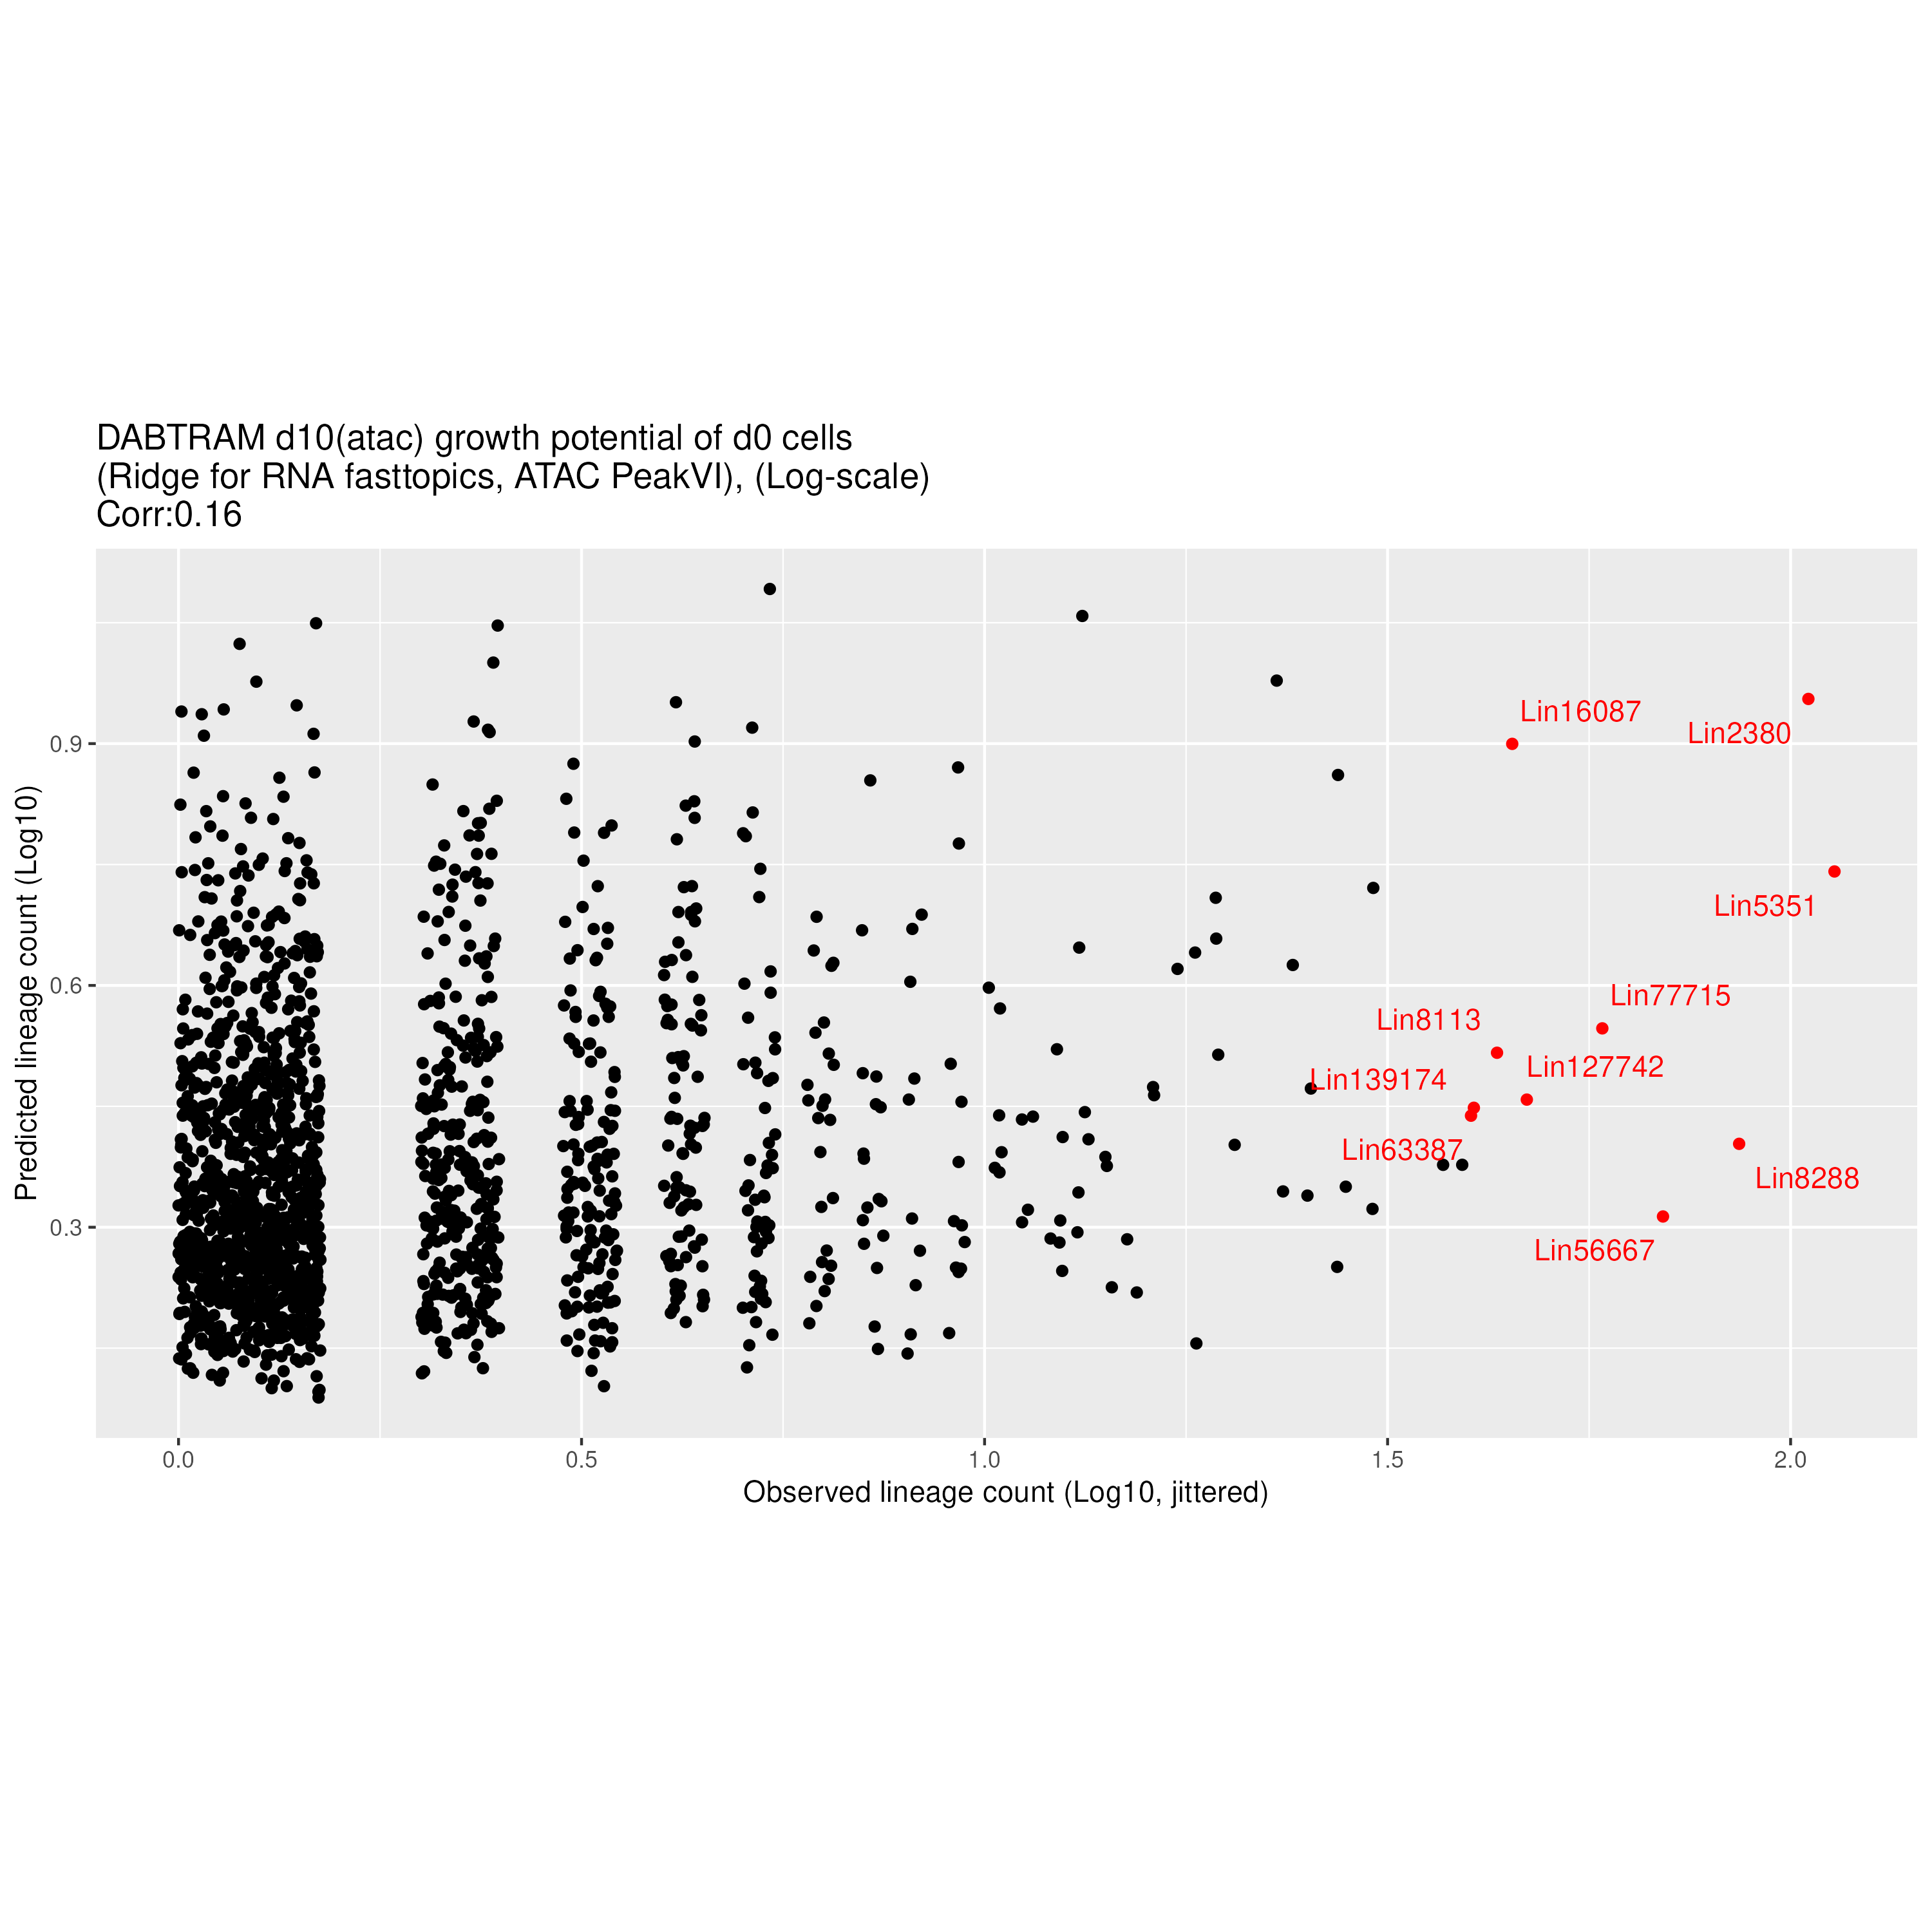 DABTRAM d10(atac) growth potential of d0 cells
(Ridge for RNA fasttopics, ATAC PeakVI), (Log-scale)
Corr:0.16
Predicted lineage count (Log10)
0.9
0.6
0.3
Lin16087
Lin2380
Lin5351
Lin77715
Lin8113
Lin127742
Lin139174
Lin63387
Lin8288
Lin56667
0.0
0.5
1.0
1.5
2.0
Observed lineage count (Log10, jittered)